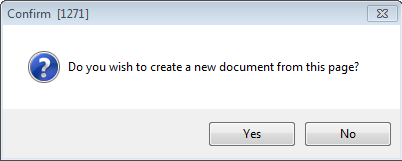 Confirm [1271]
Do you wish to create a new document from this page?
Yes
No